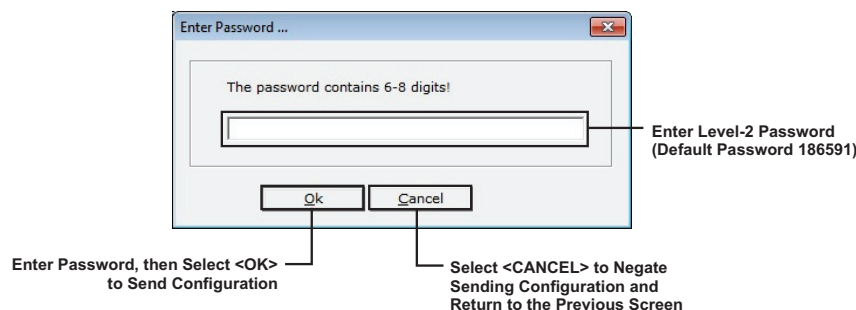 Enter Password ...
The password contains 6-8 digits!
Enter Level-2 Password
(Default Password 186591)
Ok
Cancel
Enter Password, then Select <OK>
to Send Configuration
Select <CANCEL> to Negate
Sending Configuration and
Return to the Previous Screen